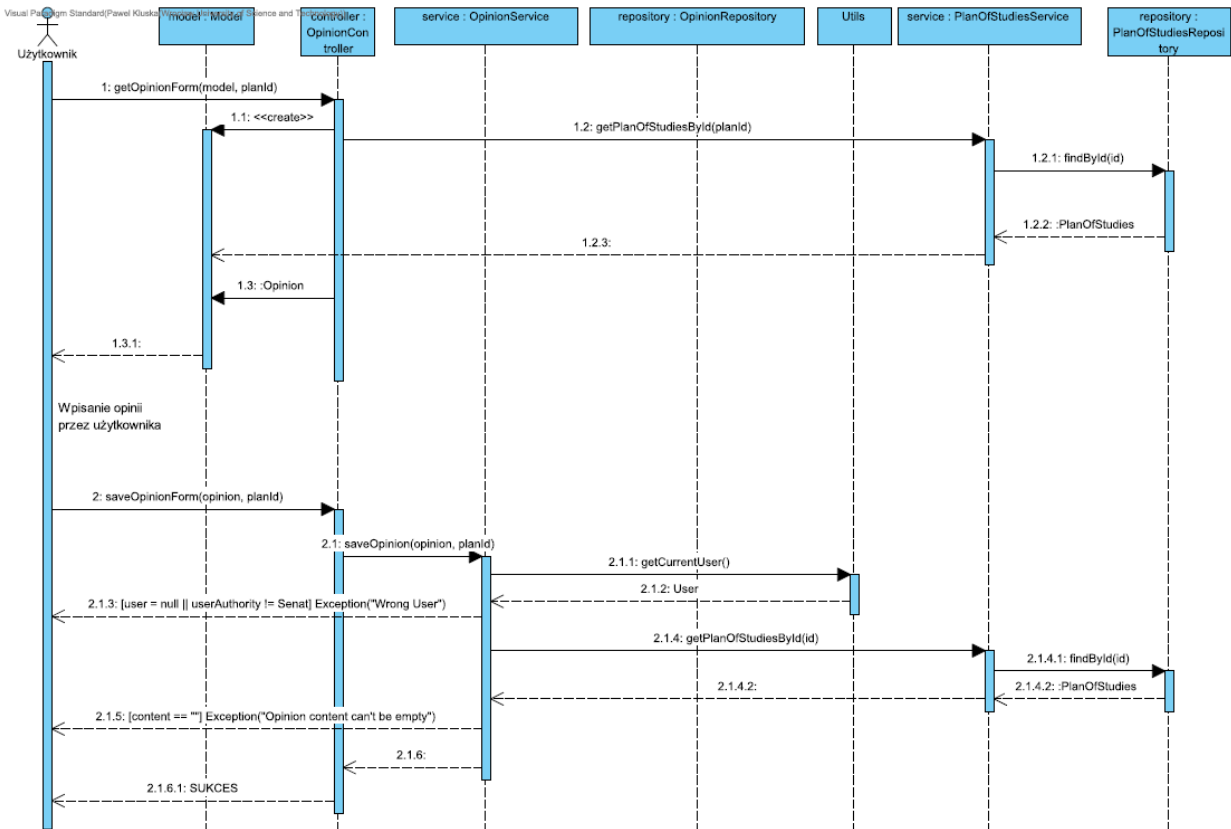 Visual Paradigm Standard(Pawel Kluska(Wroclaw University of Science and Technology))
Użytkownik
model : Model
controller :
OpinionCon
troller
service : OpinionService
repository : OpinionRepository
Utils
service : PlanOfStudiesService
repository :
PlanOfStudiesReposi
tory
1: getOpinionForm(model, planId)
1.1: <<create>>
1.2: getPlanOfStudiesById(planId)
1.2.1: findById(id)
1.2.2: :PlanOfStudies
1.2.3:
1.3: :Opinion
1.3.1:
Wpisanie opinii
przez użytkownika
2: saveOpinionForm(opinion, planId)
2.1: saveOpinion(opinion, planId)
2.1.1: getCurrentUser()
2.1.2: User
2.1.3: [user = null || userAuthority != Senat] Exception("Wrong User")
2.1.4: getPlanOfStudiesById(id)
2.1.4.1: findById(id)
2.1.4.2:
2.1.4.2: :PlanOfStudies
2.1.5: [content == ""] Exception("Opinion content can't be empty")
2.1.6:
2.1.6.1: SUKCES